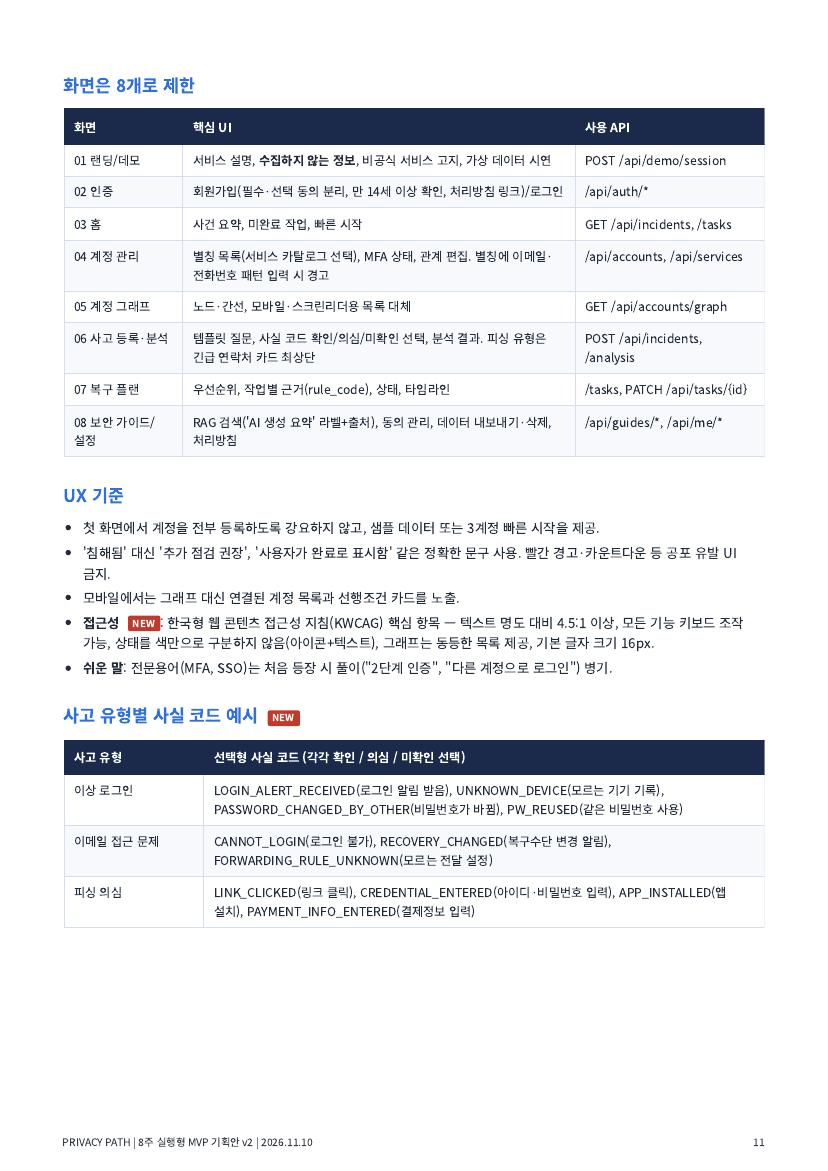 화면은 8개로 제한
화면 핵심 UI 사용 API
01 랜딩/데모 서비스 설명, 수집하지 않는 정보, 비공식 서비스 고지, 가상 데이터 시연 POST /api/demo/session
02 인증 회원가입(필수·선택 동의 분리, 만 14세 이상 확인, 처리방침 링크)/로그인 /api/auth/*
03 홈 사건 요약, 미완료 작업, 빠른 시작 GET /api/incidents, /tasks
04 계정 관리 별칭 목록(서비스 카탈로그 선택), MFA 상태, 관계 편집. 별칭에 이메일· /api/accounts, /api/services
전화번호 패턴 입력 시 경고
05 계정 그래프 노드·간선, 모바일·스크린리더용 목록 대체 GET /api/accounts/graph
06 사고 등록·분석 템플릿 질문, 사실 코드 확인/의심/미확인 선택, 분석 결과. 피싱 유형은 POST /api/incidents,
긴급 연락처 카드 최상단 /analysis
07 복구 플랜 우선순위, 작업별 근거(rule_code), 상태, 타임라인 /tasks, PATCH /api/tasks/{id}
08 보안 가이드/ RAG 검색('AI 생성 요약' 라벨+출처), 동의 관리, 데이터 내보내기·삭제, /api/guides/*, /api/me/*
설정 처리방침
UX 기준
• 첫 화면에서 계정을 전부 등록하도록 강요하지 않고, 샘플 데이터 또는 3계정 빠른 시작을 제공.
• '침해됨' 대신 '추가 점검 권장', '사용자가 완료로 표시함' 같은 정확한 문구 사용. 빨간 경고·카운트다운 등 공포 유발 UI
금지.
• 모바일에서는 그래프 대신 연결된 계정 목록과 선행조건 카드를 노출.
• 접근성 NEW : 한국형 웹 콘텐츠 접근성 지침(KWCAG) 핵심 항목 — 텍스트 명도 대비 4.5:1 이상, 모든 기능 키보드 조작
가능, 상태를 색만으로 구분하지 않음(아이콘+텍스트), 그래프는 동등한 목록 제공, 기본 글자 크기 16px.
• 쉬운 말: 전문용어(MFA, SSO)는 처음 등장 시 풀이("2단계 인증", "다른 계정으로 로그인") 병기.
사고 유형별 사실 코드 예시 NEW
사고 유형 선택형 사실 코드 (각각 확인 / 의심 / 미확인 선택)
이상 로그인 LOGIN_ALERT_RECEIVED(로그인 알림 받음), UNKNOWN_DEVICE(모르는 기기 기록),
PASSWORD_CHANGED_BY_OTHER(비밀번호가 바뀜), PW_REUSED(같은 비밀번호 사용)
이메일 접근 문제 CANNOT_LOGIN(로그인 불가), RECOVERY_CHANGED(복구수단 변경 알림),
FORWARDING_RULE_UNKNOWN(모르는 전달 설정)
피싱 의심 LINK_CLICKED(링크 클릭), CREDENTIAL_ENTERED(아이디·비밀번호 입력), APP_INSTALLED(앱
설치), PAYMENT_INFO_ENTERED(결제정보 입력)
PRIVACY PATH | 8주 실행형 MVP 기획안 v2 | 2026.11.10 11